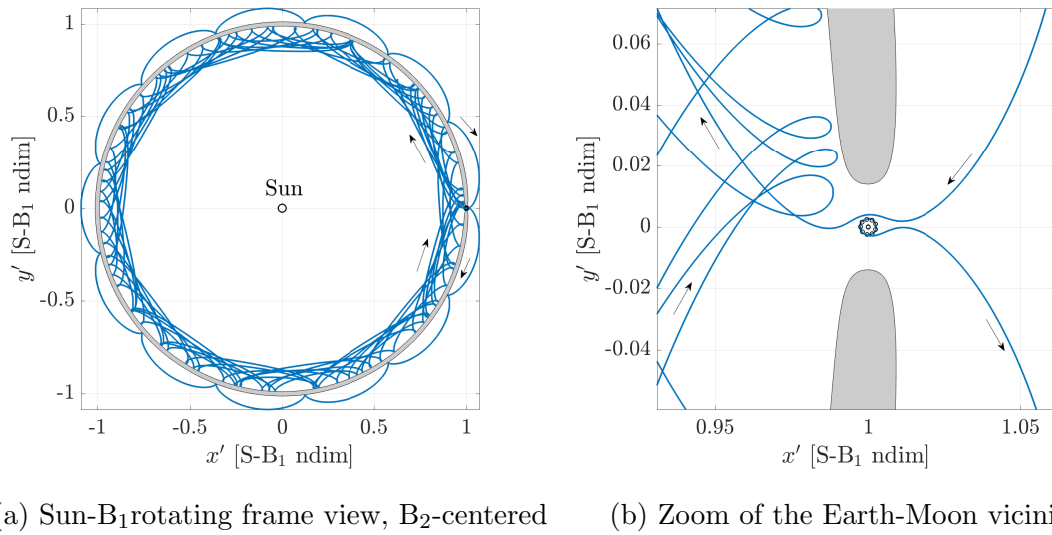 1
0.5
0
-0.5
-1
-1
-0.5
0
0.5
1
Sun
y′ [S-B₁ ndim]
x′ [S-B₁ ndim]
0.06
0.04
0.02
0
-0.02
-0.04
0.95
1
1.05
y′ [S-B₁ ndim]
x′ [S-B₁ ndim]
a) Sun-B₁rotating frame view, B₂-centered
(b) Zoom of the Earth-Moon vicini